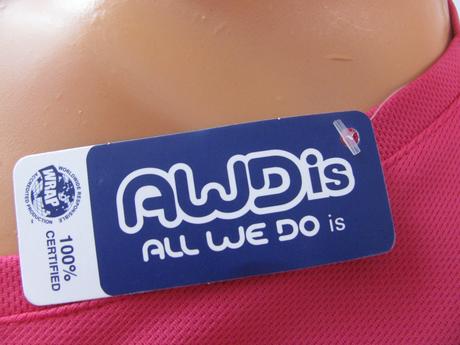 WORLDWIDE RESPONSIBLE
WRAP
ACCREDITED PRODUCTION
100%
CERTIFIED
AWDis
ALL WE DO is